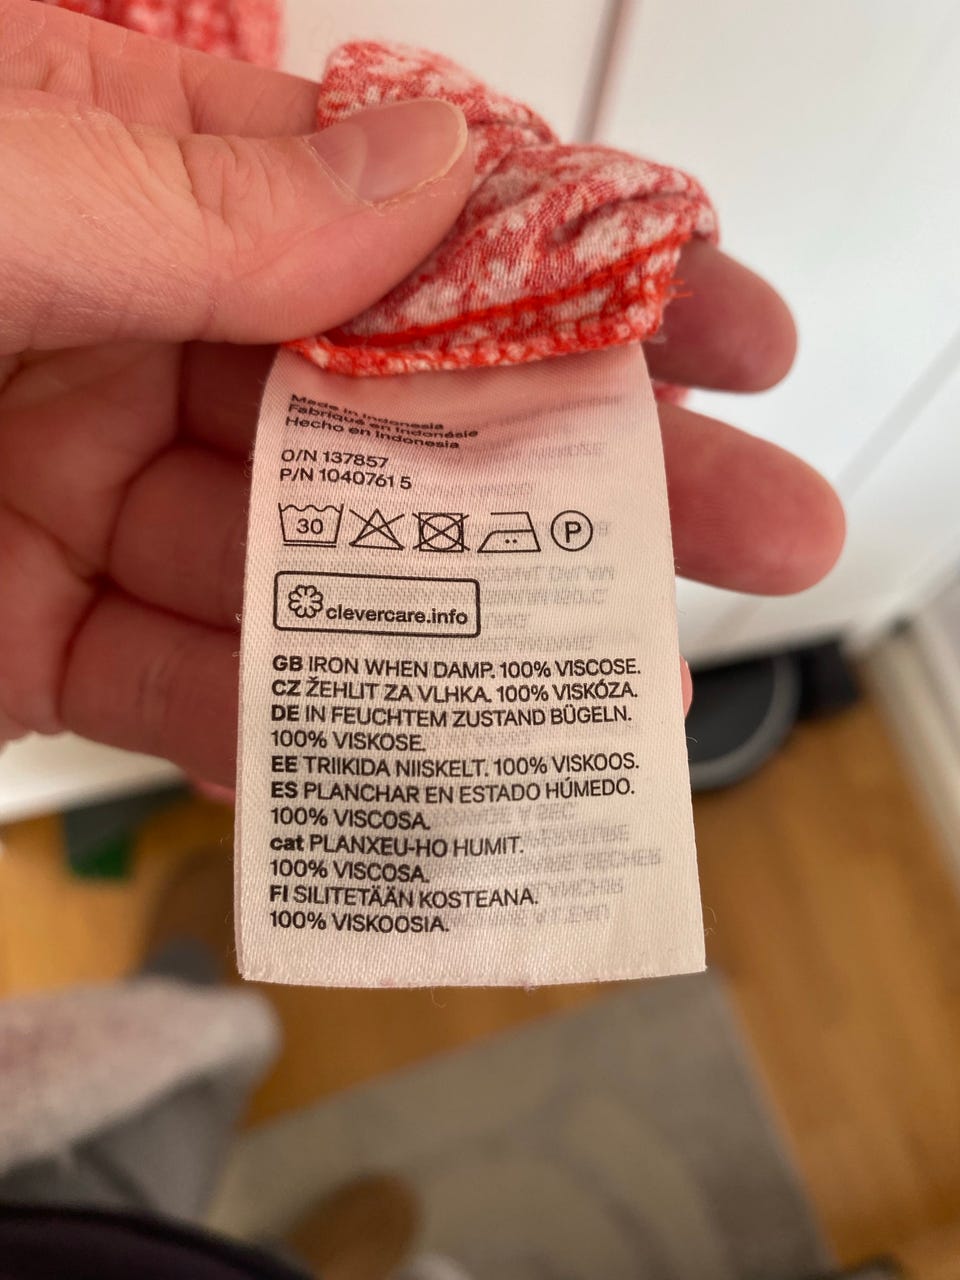 Made in Indonesia
Fabriqué en Indonésie
Hecho en Indonesia
O/N 137857
P/N 1040761 5
30 P
clevercare.info
GB IRON WHEN DAMP. 100% VISCOSE.
CZ ŽEHLIT ZA VLHKA. 100% VISKÓZA.
DE IN FEUCHTEM ZUSTAND BÜGELN.
100% VISKOSE.
EE TRIIKIDA NIISKELT. 100% VISKOOS.
ES PLANCHAR EN ESTADO HÚMEDO.
100% VISCOSA.
cat PLANXEU-HO HUMIT.
100% VISCOSA.
FI SILITETÄÄN KOSTEANA.
100% VISKOOSIA.